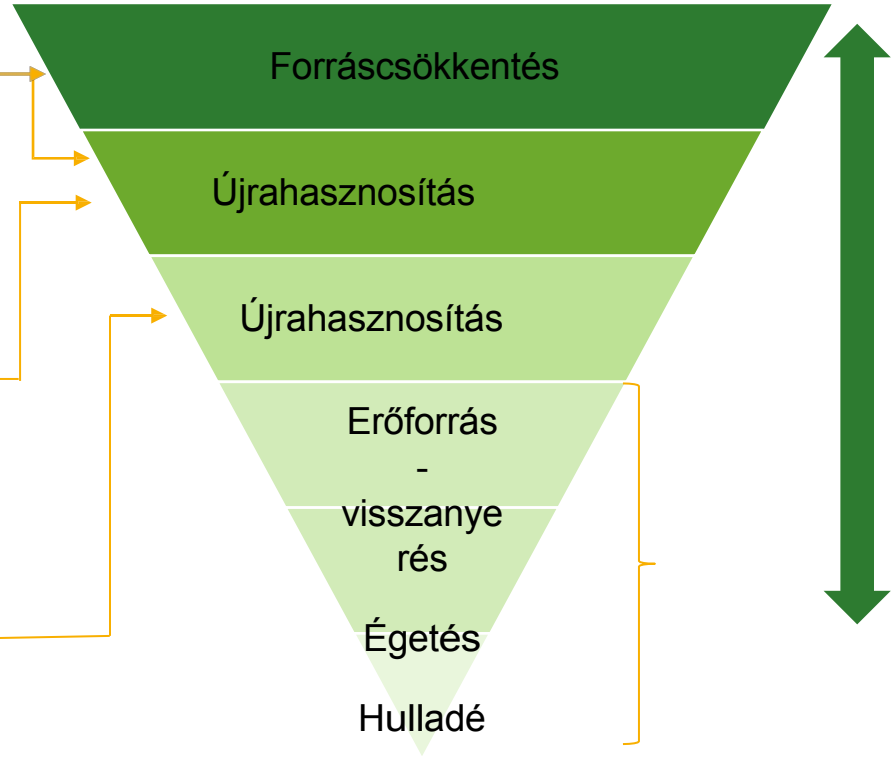 Forráscsökkentés
Újrahasznosítás
Újrahasznosítás
Erőforrás
-
visszanye
rés
Égetés
Hulladé